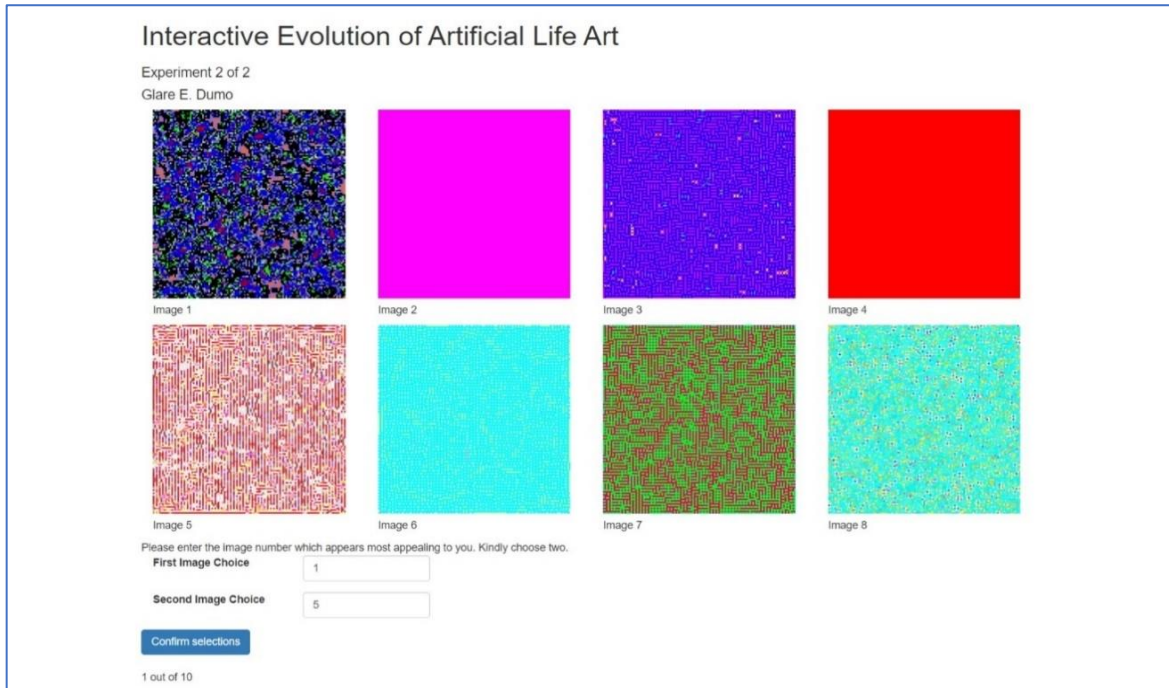 Interactive Evolution of Artificial Life Art
Experiment 2 of 2
Glare E. Dumo
Image 1
Image 2
Image 3
Image 4
Image 5
Image 6
Image 7
Image 8
Please enter the image number which appears most appealing to you. Kindly choose two.
First Image Choice
1
Second Image Choice
5
Confirm selections
1 out of 10